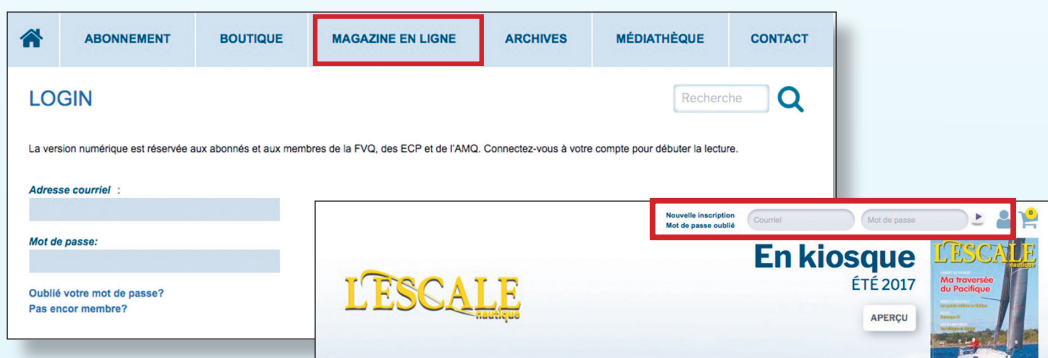 ABONNEMENT BOUTIQUE MAGAZINE EN LIGNE ARCHIVES MÉDIATHÈQUE CONTACT
LOGIN
Recherche
La version numérique est réservée aux abonnés et aux membres de la FVQ, des ECP et de l'AMQ. Connectez-vous à votre compte pour débuter la lecture.
Adresse courriel :
Mot de passe:
Oublié votre mot de passe?
Pas encor membre?
Nouvelle inscription
Mot de passe oublié
Courriel
Mot de passe
0
L'ESCALE
nautique
En kiosque
ÉTÉ 2017
APERÇU
L'ESCALE
nautique
Ma traversée
du Pacifique